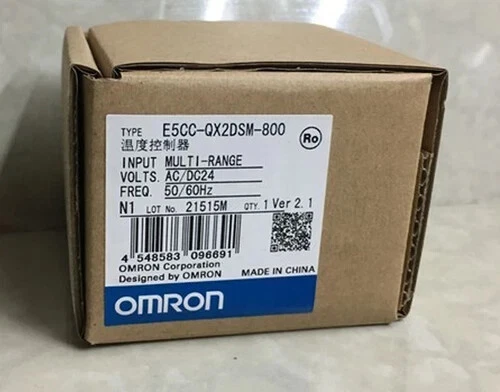 TYPE E5CC-QX2DSM-800
温度控制器
Ro
INPUT MULTI-RANGE
VOLTS. AC/DC24
FREQ. 50/60Hz
N1 LOT No. 21515M QTY. 1 Ver 2.1
4 548583 096691
OMRON Corporation
Designed by OMRON MADE IN CHINA
OMRON